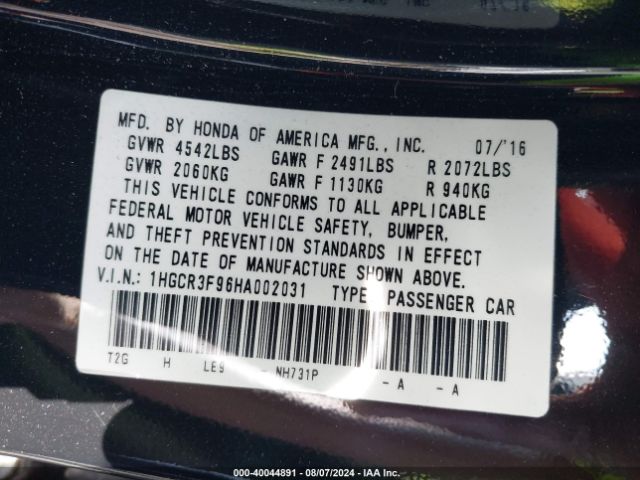 MFD. BY HONDA OF AMERICA MFG., INC. 07/'16
GVWR 4542LBS GAWR F 2491LBS R 2072LBS
GVWR 2060KG GAWR F 1130KG R 940KG
THIS VEHICLE CONFORMS TO ALL APPLICABLE
FEDERAL MOTOR VEHICLE SAFETY, BUMPER,
AND THEFT PREVENTION STANDARDS IN EFFECT
ON THE DATE OF MANUFACTURE SHOWN ABOVE.
V.I.N.: 1HGCR3F96HA002031 TYPE: PASSENGER CAR
T2G H LE9 - NH731P - A - A
000-40044891 - 08/07/2024 - IAA Inc.